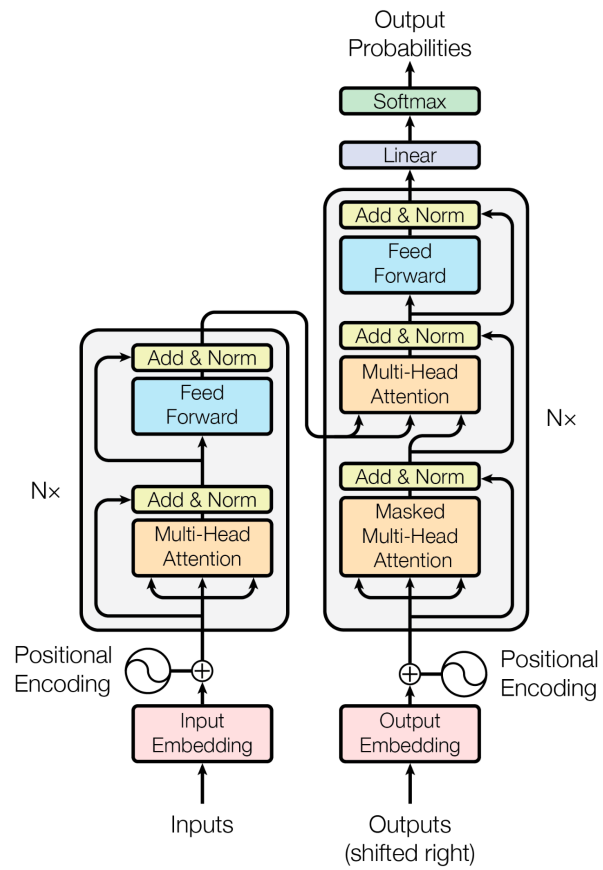 Output
Probabilities
Softmax
Linear
Add & Norm
Feed
Forward
Add & Norm
Multi-Head
Attention
Add & Norm
Masked
Multi-Head
Attention
N×
Add & Norm
Feed
Forward
Add & Norm
Multi-Head
Attention
N×
Positional
Encoding
Positional
Encoding
Input
Embedding
Output
Embedding
Inputs
Outputs
(shifted right)